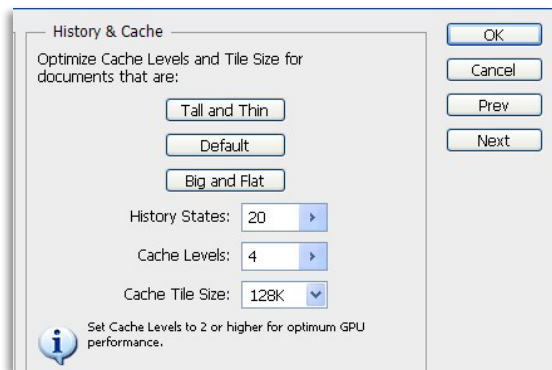 History & Cache
Optimize Cache Levels and Tile Size for
documents that are:
Tall and Thin
Default
Big and Flat
History States: 20
Cache Levels: 4
Cache Tile Size: 128K
Set Cache Levels to 2 or higher for optimum GPU
performance.
OK
Cancel
Prev
Next